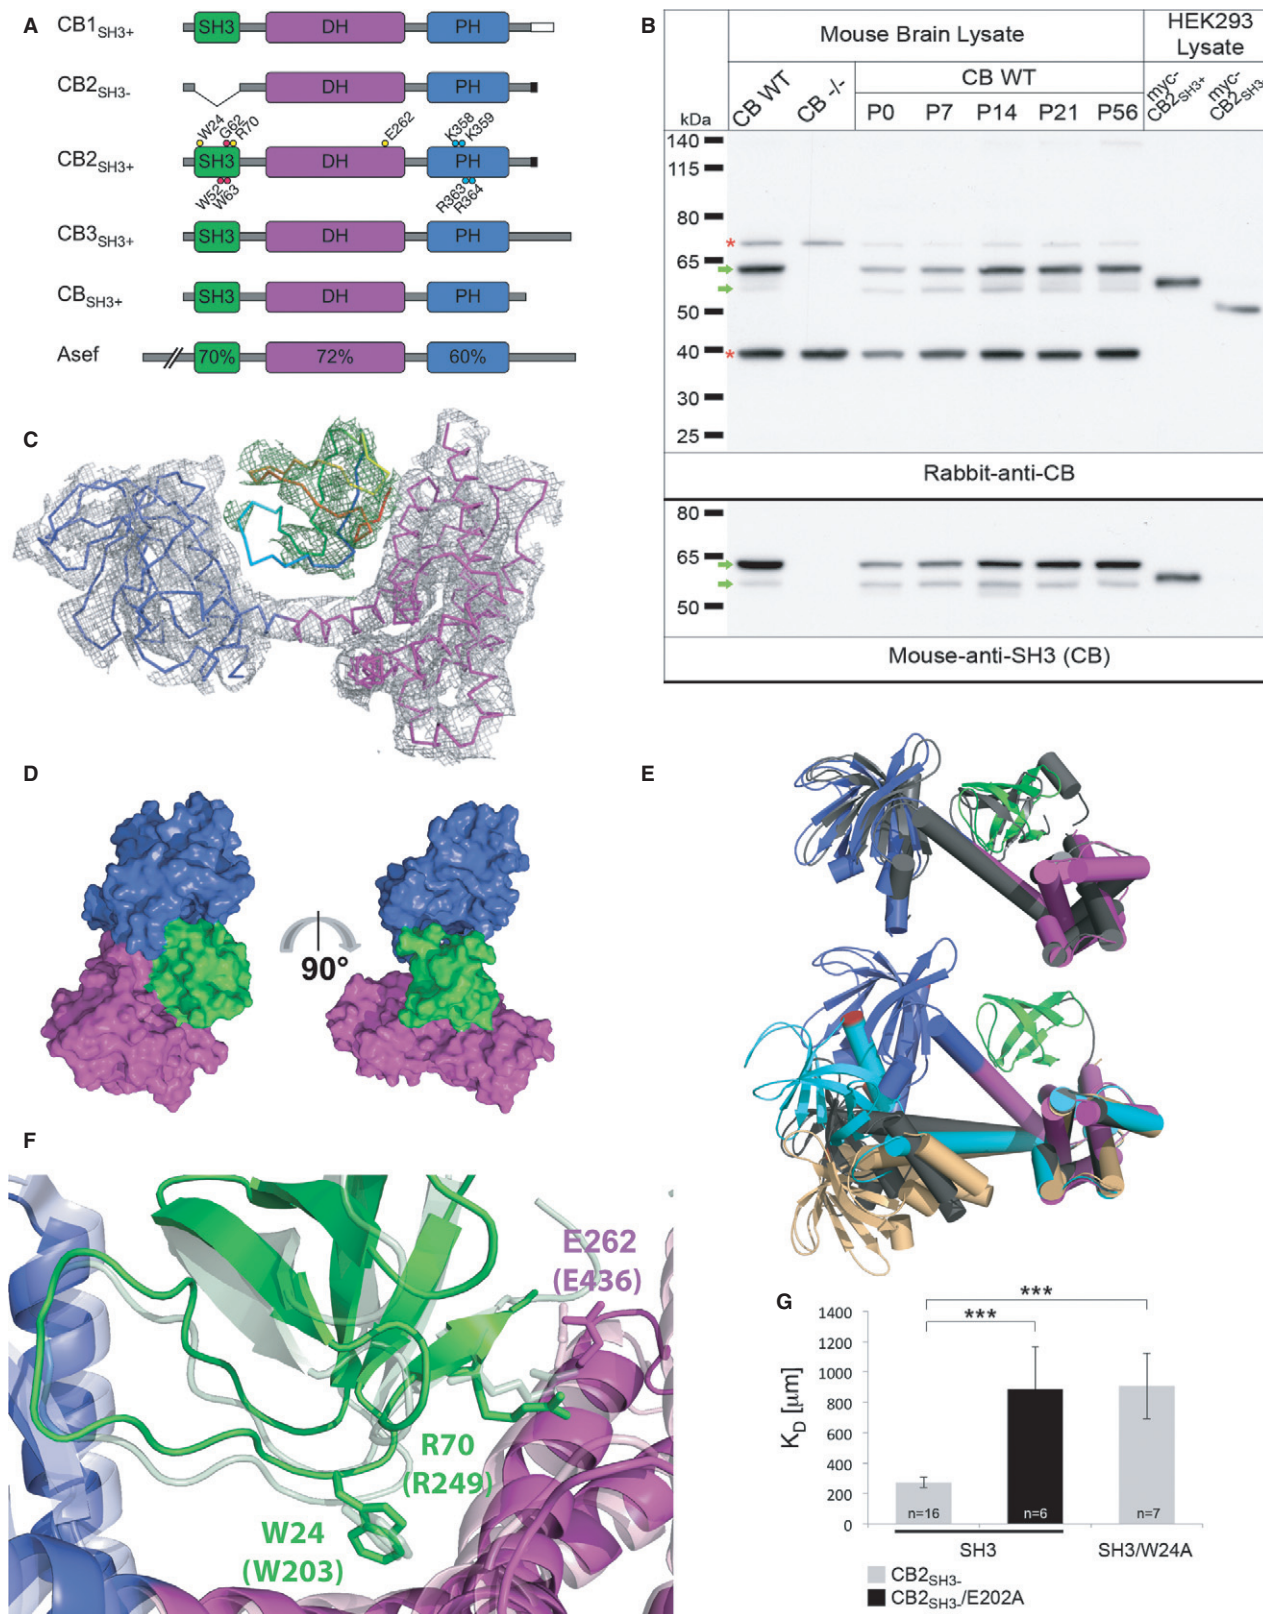 A
CB1SH3+
SH3 DH PH
CB2SH3-
DH PH
W24 G62 R70 E262 K358 K359
CB2SH3+
SH3 DH PH
W52 W63 R363 R364
CB3SH3+
SH3 DH PH
CBSH3+
SH3 DH PH
Asef
70% 72% 60%
B
Mouse Brain Lysate
HEK293
Lysate
kDa
CB WT
CB -/-
CB WT
P0 P7 P14 P21 P56
myc-
CB2SH3+
myc-
CB2SH3-
140
115
80
* 65
50
* 40
30
25
Rabbit-anti-CB
80
65
50
Mouse-anti-SH3 (CB)
C
D
90°
E
F
E262
(E436)
R70
(R249)
W24
(W203)
G
KD [µm]
1400
1200
1000
800
600
400
200
0
***
***
n=16 n=6 n=7
SH3 SH3/W24A
CB2SH3-
CB2SH3-/E202A